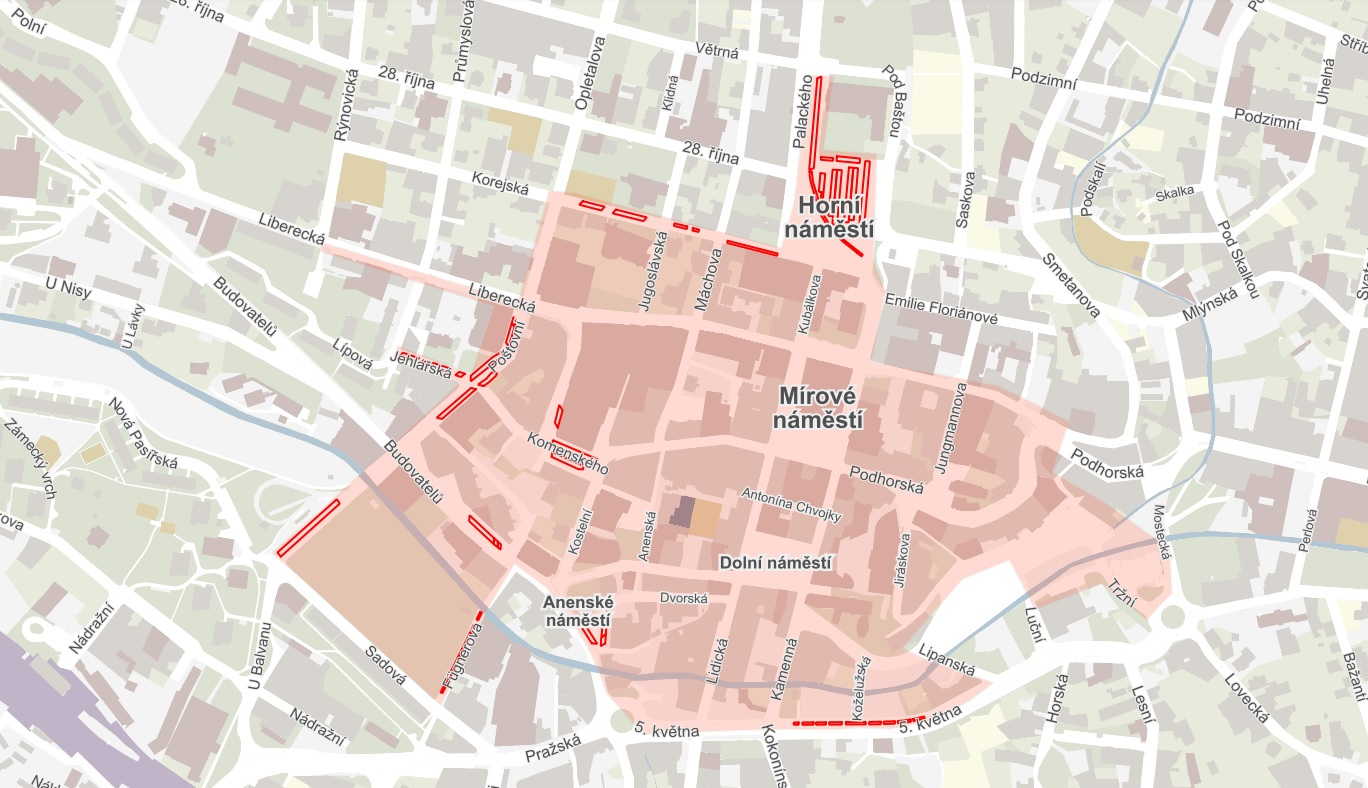 28. října
Polní
Průmyslová
Větrná
Opletalova
Klidná
28. října
Rýnovická
Palackého
Pod Baštou
Podzimní
Uhelná
Podzimní
28. října
Korejská
Saskova
Podskalí
Skalka
Horní
náměstí
Liberecká
Pod Skalkou
Jugoslávská
Máchova
Smetanova
Mlýnská
U Nisy
Budovatelů
Liberecká
Kubálkova
Emilie Floriánové
U Lávky
Lípová
Jehlářská
Poštovní
Mírové
náměstí
Nová Pasířská
Zámecký vrch
Komenského
Jungmannova
Podhorská
Podhorská
Budovatelů
Antonína Chvojky
Kostelní
Anenská
Mostecká
Perlová
Dolní náměstí
Jiráskova
Tržní
Anenské
náměstí
Dvorská
Luční
Nádražní
U Balvanu
Sadová
Fügnerova
Lidická
Kamenná
Koželužská
Lipanská
Horská
Lesní
Lovecká
Bažantí
Nádražní
Pražská
5. května
5. května